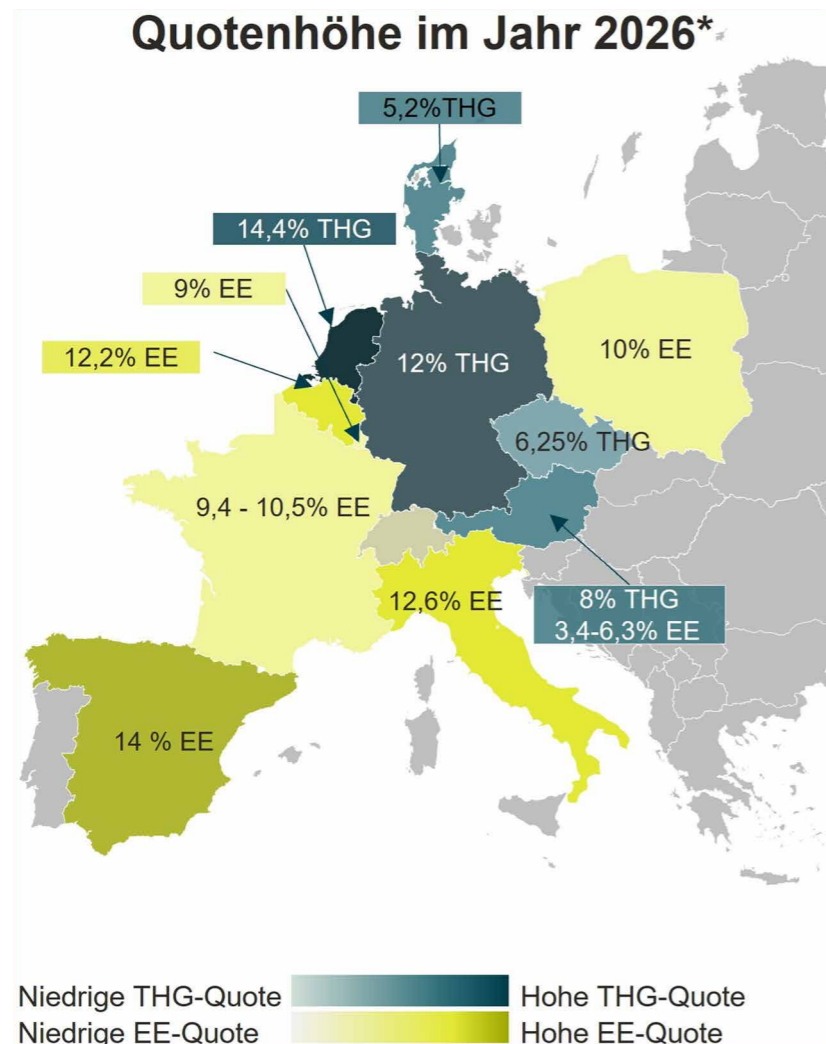 Quotenhöhe im Jahr 2026*
5,2%THG
14,4% THG
9% EE
12,2% EE
12% THG
10% EE
6,25% THG
9,4 - 10,5% EE
12,6% EE
8% THG
3,4-6,3% EE
14 % EE
Niedrige THG-Quote Hohe THG-Quote
Niedrige EE-Quote Hohe EE-Quote